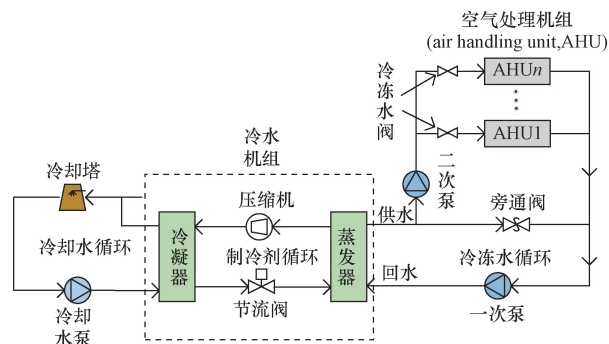 空气处理机组
(air handling unit,AHU)
冷
冻
水
阀
AHUn
AHU1
冷水
机组
二
次
泵
冷却塔
压缩机
供水
旁通阀
冷
凝
器
蒸
发
器
冷却水循环
制冷剂循环
冷冻水循环
回水
节流阀
一次泵
冷却
水泵